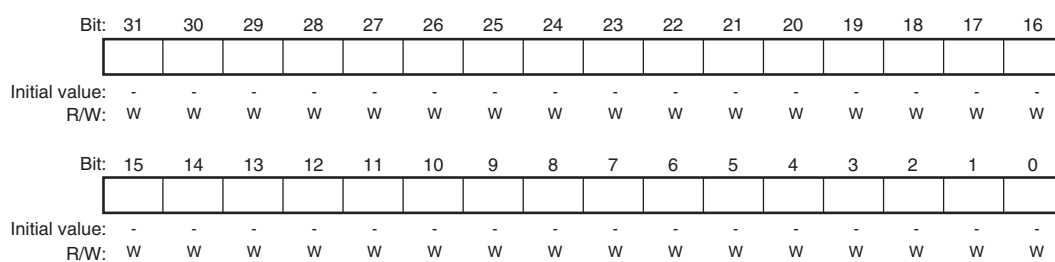 Bit: 31 30 29 28 27 26 25 24 23 22 21 20 19 18 17 16
Initial value: - - - - - - - - - - - - - - - -
R/W: W W W W W W W W W W W W W W W W
Bit: 15 14 13 12 11 10 9 8 7 6 5 4 3 2 1 0
Initial value: - - - - - - - - - - - - - - - -
R/W: W W W W W W W W W W W W W W W W